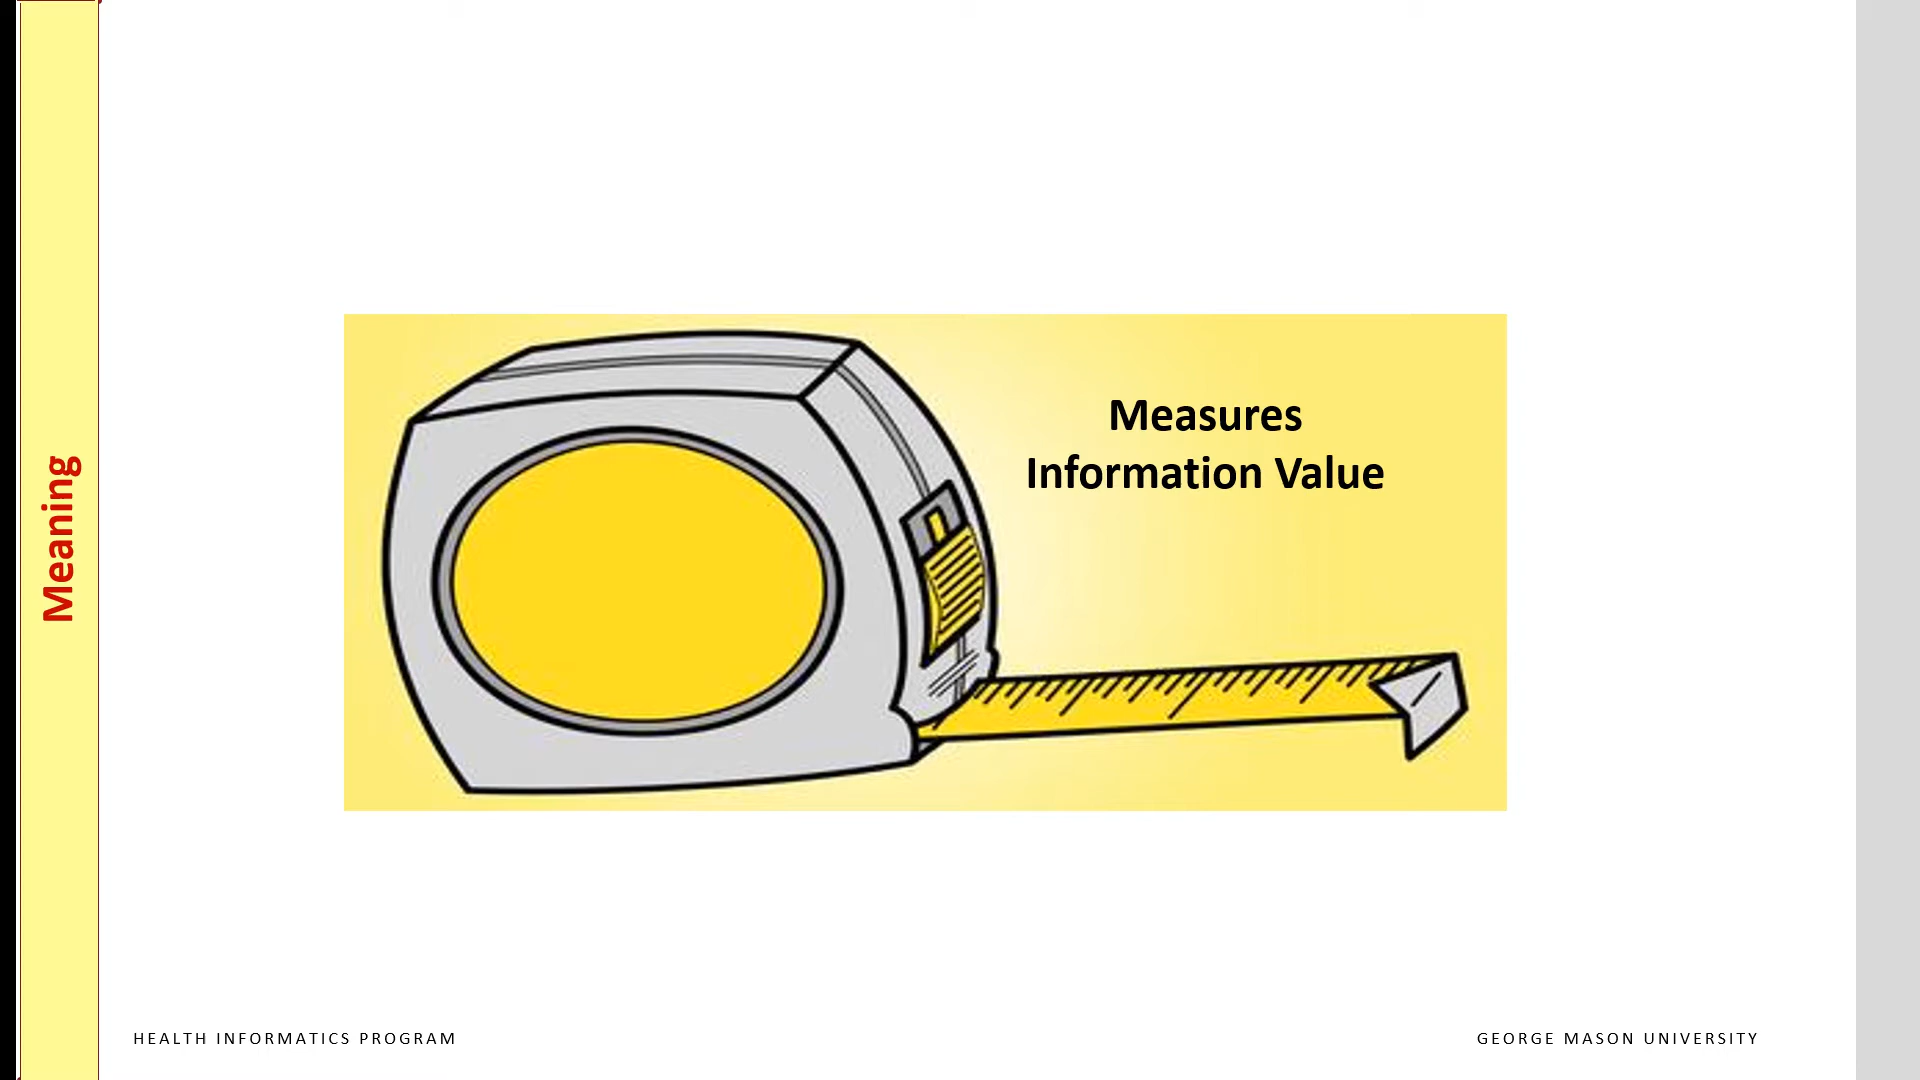 Meaning
Measures
Information Value
HEALTH INFORMATICS PROGRAM
GEORGE MASON UNIVERSITY